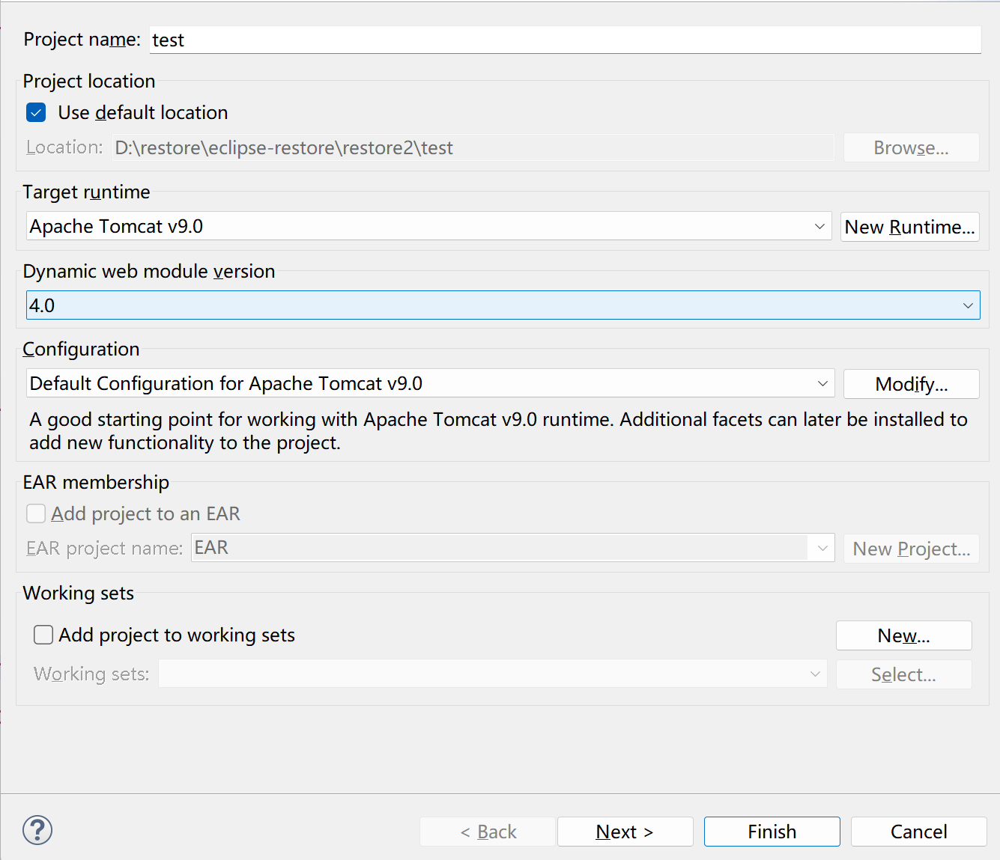 Project name: test
Project location
Use default location
Location: D:\restore\eclipse-restore\restore2\test Browse...
Target runtime
Apache Tomcat v9.0 New Runtime...
Dynamic web module version
4.0
Configuration
Default Configuration for Apache Tomcat v9.0 Modify...
A good starting point for working with Apache Tomcat v9.0 runtime. Additional facets can later be installed to
add new functionality to the project.
EAR membership
Add project to an EAR
EAR project name: EAR New Project...
Working sets
Add project to working sets New...
Working sets: Select...
? < Back Next > Finish Cancel